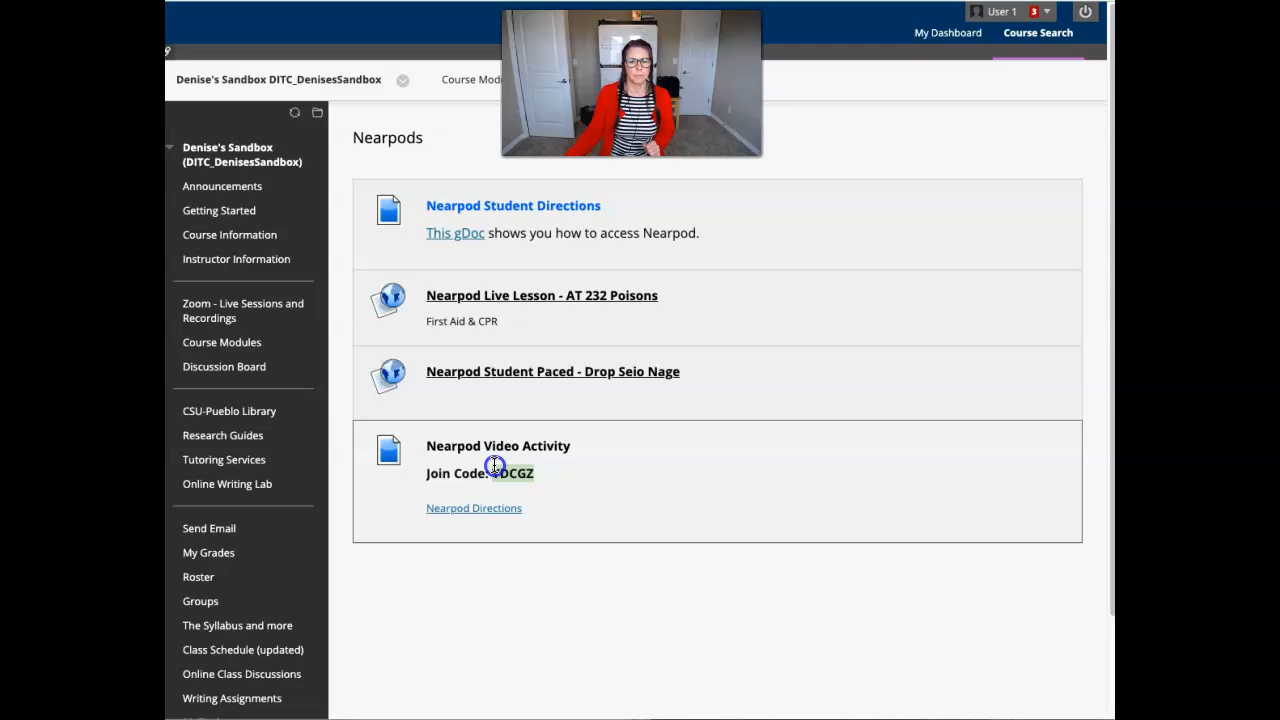 User 1 3
My Dashboard Course Search
9
Denise's Sandbox DITC_DenisesSandbox Course Mod
Denise's Sandbox
(DITC_DenisesSandbox)
Announcements
Getting Started
Course Information
Instructor Information
Zoom - Live Sessions and
Recordings
Course Modules
Discussion Board
CSU-Pueblo Library
Research Guides
Tutoring Services
Online Writing Lab
Send Email
My Grades
Roster
Groups
The Syllabus and more
Class Schedule (updated)
Online Class Discussions
Writing Assignments
Nearpods
Nearpod Student Directions
This gDoc shows you how to access Nearpod.
Nearpod Live Lesson - AT 232 Poisons
First Aid & CPR
Nearpod Student Paced - Drop Seio Nage
Nearpod Video Activity
Join Code:
Nearpod Directions